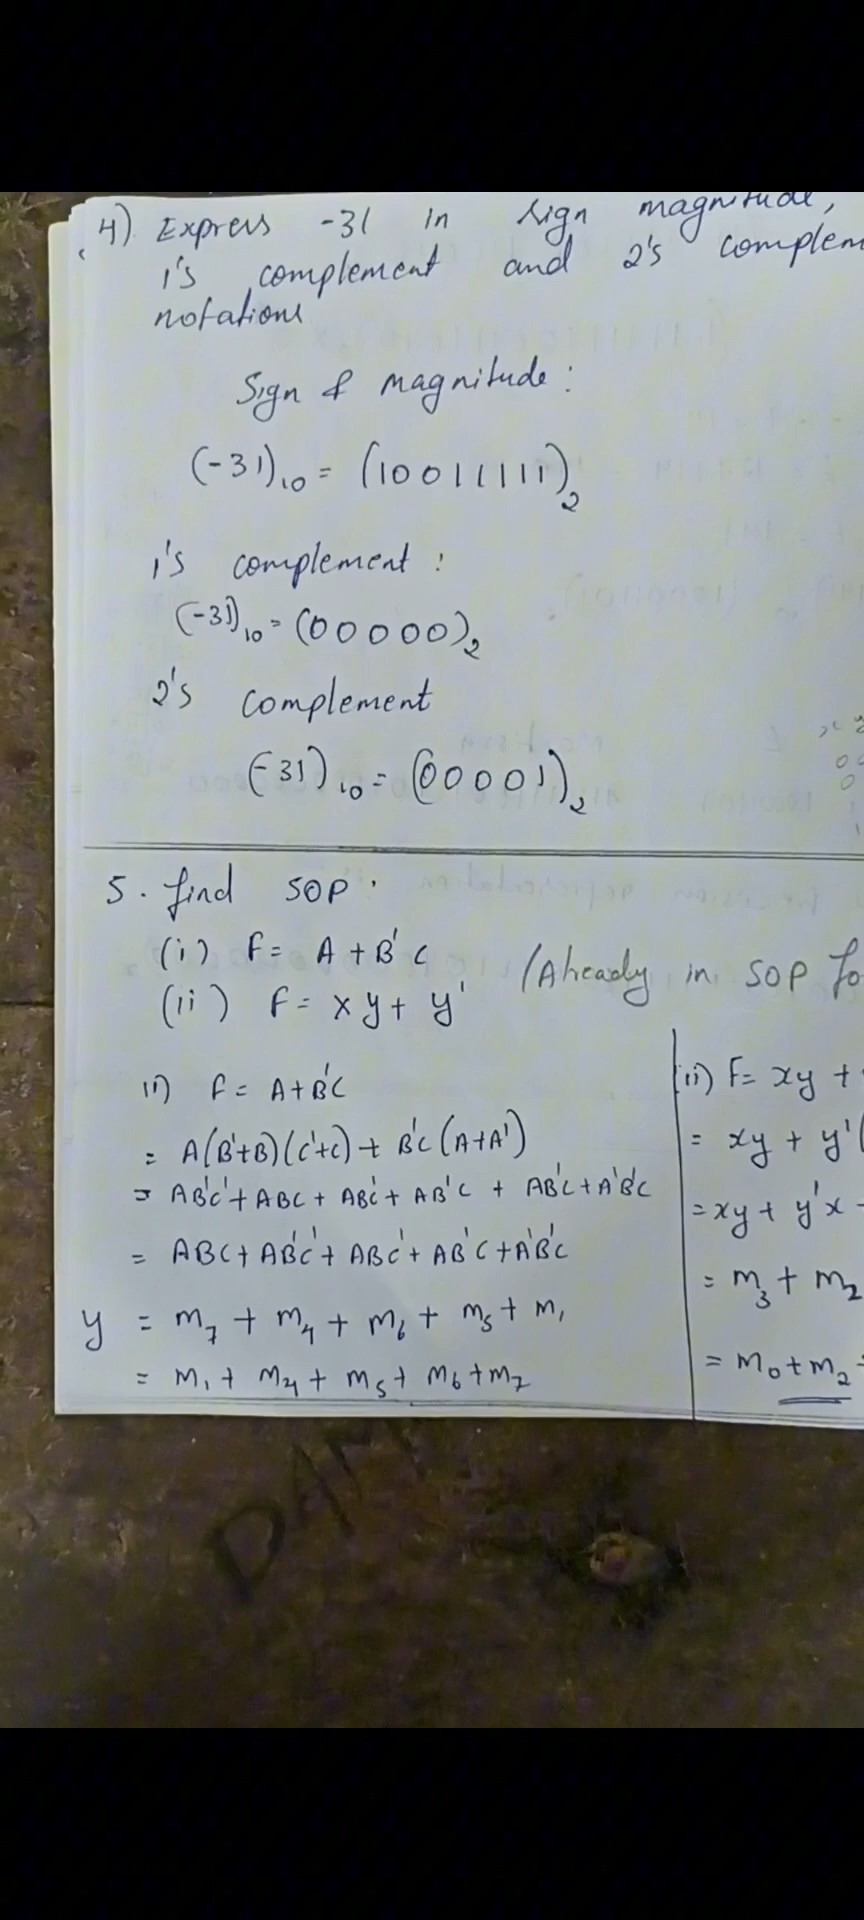 4) Express -31 in sign magnitude,
1's complement and 2's complem
notations
Sign & magnitude :
(-31)₁₀ = (10011111)₂
1's complement :
(-31)₁₀ = (00000)₂
2's complement
(-31)₁₀ = (00001)₂
5. find SOP.
(i) F = A + B'C
(ii) F = xy + y' (Already in SOP fo
i) F = A + B'C
= A(B'+B)(C'+C) + B'C(A+A')
= AB'C' + ABC + ABC' + AB'C + AB'C + A'B'C
= ABC + AB'C' + ABC' + AB'C + A'B'C
y = m₇ + m₄ + m₆ + m₅ + m₁
= m₁ + m₄ + m₅ + m₆ + m₇
ii) F = xy +
= xy + y'(
= xy + y'x
= m₃ + m₂
= m₀ + m₂
DAM